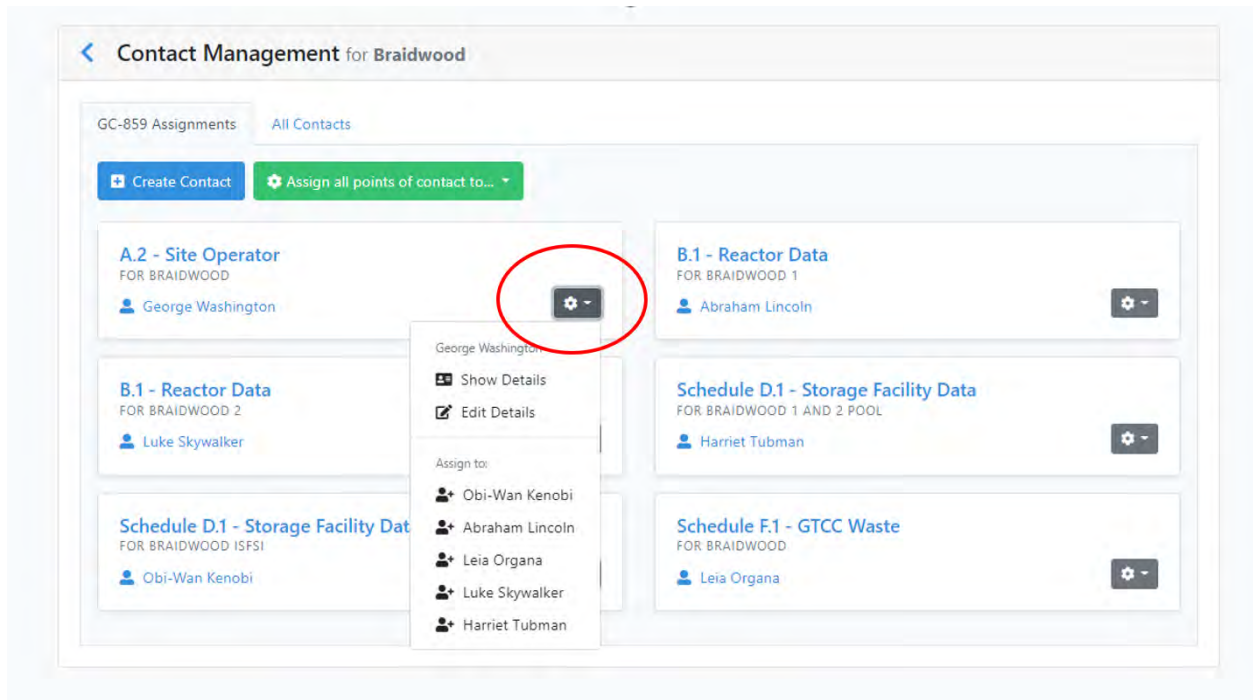 Contact Management for Braidwood
GC-859 Assignments
All Contacts
Create Contact
Assign all points of contact to...
A.2 - Site Operator
FOR BRAIDWOOD
George Washington
B.1 - Reactor Data
FOR BRAIDWOOD 1
Abraham Lincoln
George Washington
Show Details
Edit Details
Assign to:
Obi-Wan Kenobi
Abraham Lincoln
Leia Organa
Luke Skywalker
Harriet Tubman
B.1 - Reactor Data
FOR BRAIDWOOD 2
Luke Skywalker
Schedule D.1 - Storage Facility Data
FOR BRAIDWOOD 1 AND 2 POOL
Harriet Tubman
Schedule D.1 - Storage Facility Dat
FOR BRAIDWOOD ISFSI
Obi-Wan Kenobi
Schedule F.1 - GTCC Waste
FOR BRAIDWOOD
Leia Organa